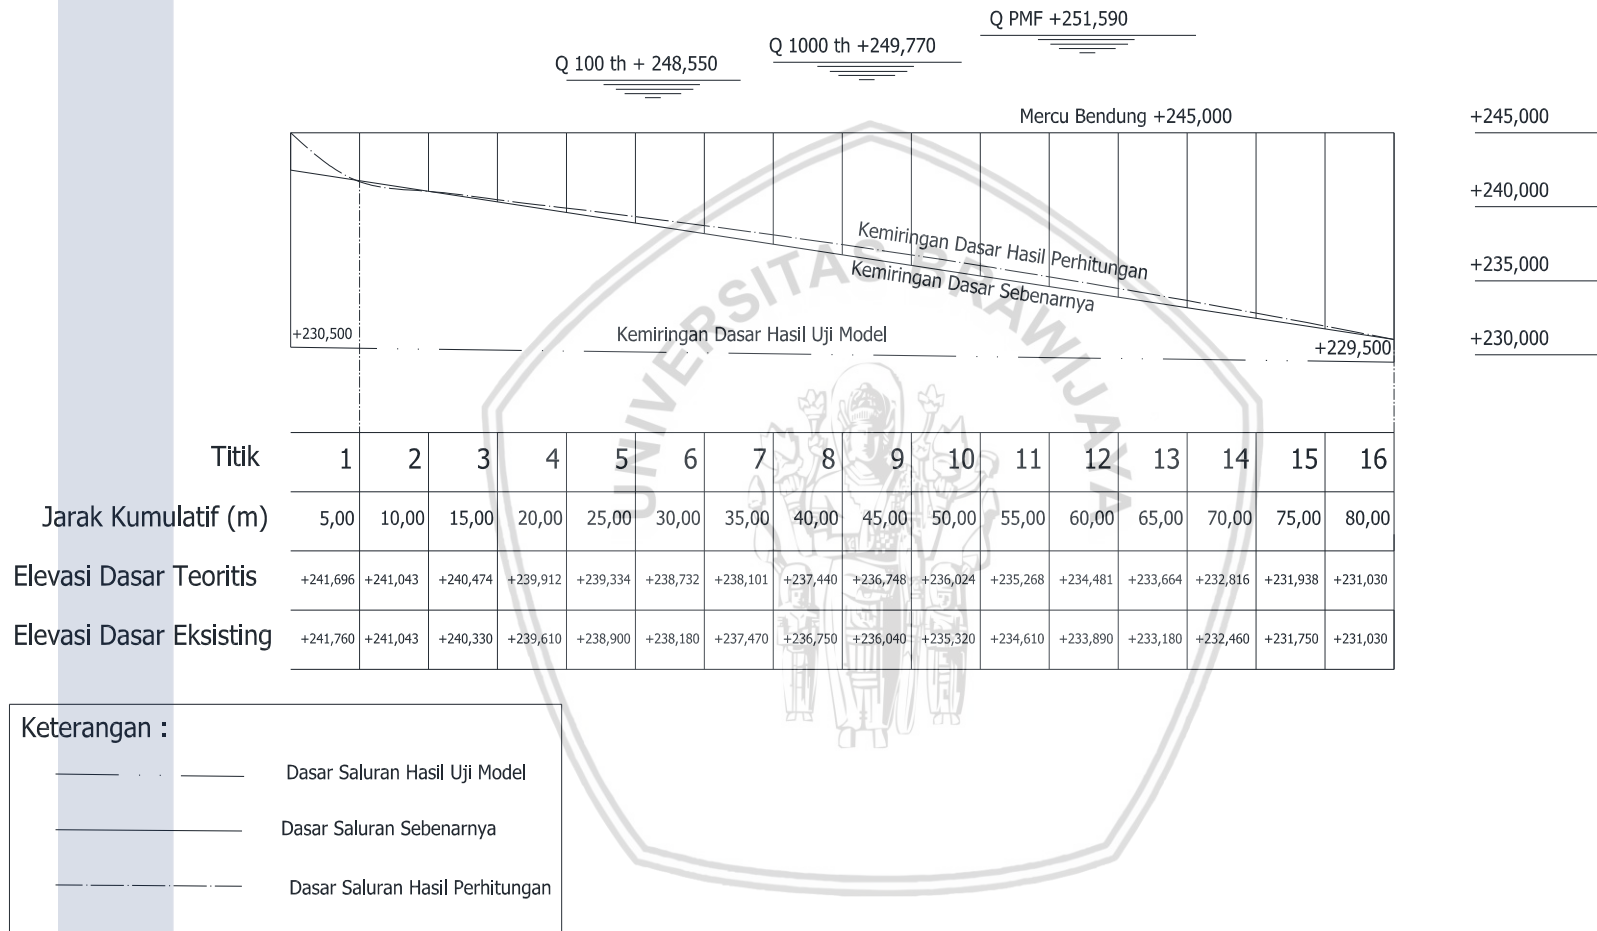 Q PMF +251,590
Q 1000 th +249,770
Q 100 th + 248,550
Mercu Bendung +245,000
+245,000
+240,000
+235,000
+230,000
Kemiringan Dasar Hasil Perhitungan
Kemiringan Dasar Sebenarnya
Kemiringan Dasar Hasil Uji Model
+230,500
+229,500
UNIVERSITAS BRAWIJAYA
Titik 1 2 3 4 5 6 7 8 9 10 11 12 13 14 15 16
Jarak Kumulatif (m) 5,00 10,00 15,00 20,00 25,00 30,00 35,00 40,00 45,00 50,00 55,00 60,00 65,00 70,00 75,00 80,00
Elevasi Dasar Teoritis +241,696 +241,043 +240,474 +239,912 +239,334 +238,732 +238,101 +237,440 +236,748 +236,024 +235,268 +234,481 +233,664 +232,816 +231,938 +231,030
Elevasi Dasar Eksisting +241,760 +241,043 +240,330 +239,610 +238,900 +238,180 +237,470 +236,750 +236,040 +235,320 +234,610 +233,890 +233,180 +232,460 +231,750 +231,030
Keterangan :
Dasar Saluran Hasil Uji Model
Dasar Saluran Sebenarnya
Dasar Saluran Hasil Perhitungan